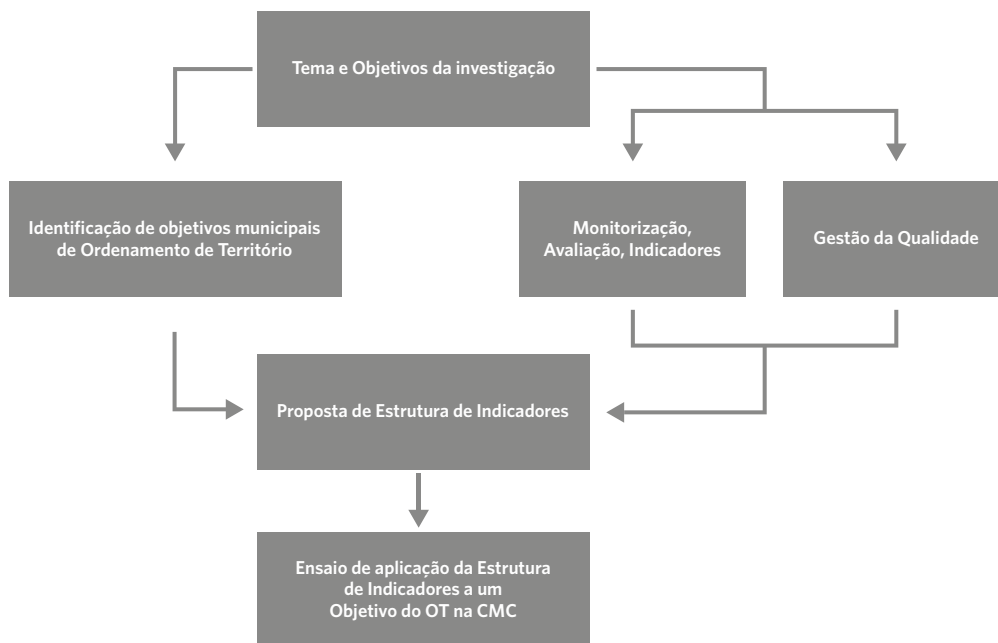 Tema e Objetivos da investigação
Identificação de objetivos municipais
de Ordenamento de Território
Monitorização,
Avaliação, Indicadores
Gestão da Qualidade
Proposta de Estrutura de Indicadores
Ensaio de aplicação da Estrutura
de Indicadores a um
Objetivo do OT na CMC